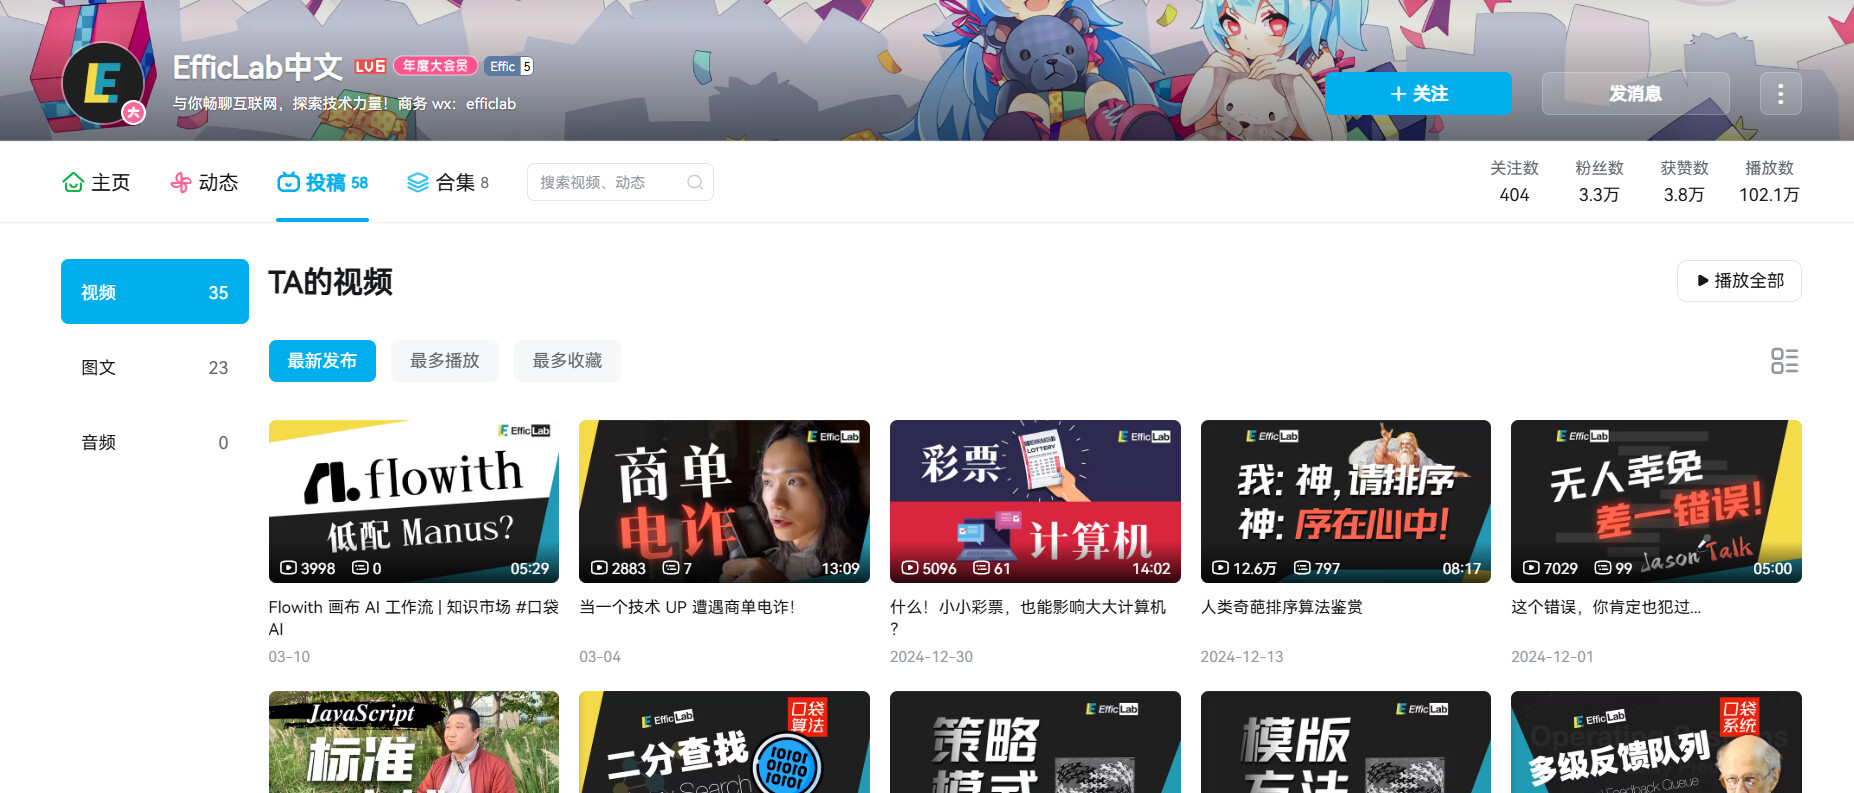 EfficLab中文 LV6 年度大会员 Effic 5
与你畅聊互联网，探索技术力量！商务 wx：efficlab
大
+ 关注
发消息
主页
动态
投稿 58
合集 8
搜索视频、动态
关注数 粉丝数 获赞数 播放数
404 3.3万 3.8万 102.1万
视频 35
图文 23
音频 0
TA的视频
播放全部
最新发布 最多播放 最多收藏
EfficLab
flowith
低配 Manus?
3998 0 05:29
Flowith 画布 AI 工作流 | 知识市场 #口袋
AI
03-10
EfficLab
商单
电诈
2883 7 13:09
当一个技术 UP 遭遇商单电诈！
03-04
EfficLab
彩票
LOTTERY
计算机
5096 61 14:02
什么！小小彩票，也能影响大大计算机
？
2024-12-30
EfficLab
我: 神,请排序
神: 序在心中!
12.6万 797 08:17
人类奇葩排序算法鉴赏
2024-12-13
EfficLab
无人幸免
差一错误!
Jason Talk
7029 99 05:00
这个错误，你肯定也犯过...
2024-12-01
JavaScript
标准
EfficLab
口袋
算法
二分查找
Search
EfficLab
策略
模式
EfficLab
模版
方法
EfficLab
口袋
系统
多级反馈队列
Feedback Queue